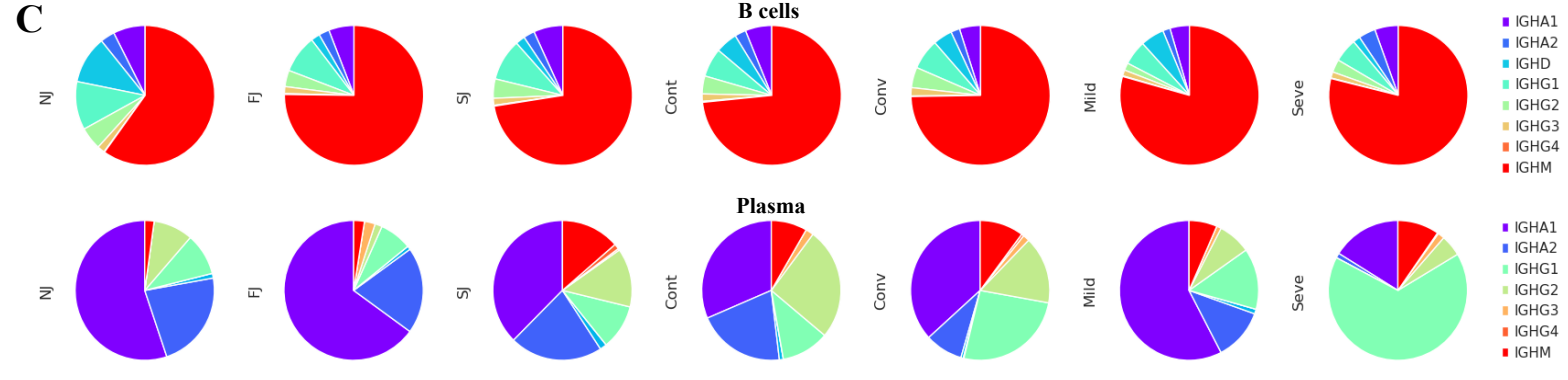 C
B cells
NJ
FJ
SJ
Cont
Conv
Mild
Seve
IGHA1
IGHA2
IGHD
IGHG1
IGHG2
IGHG3
IGHG4
IGHM
Plasma
NJ
FJ
SJ
Cont
Conv
Mild
Seve
IGHA1
IGHA2
IGHG1
IGHG2
IGHG3
IGHG4
IGHM